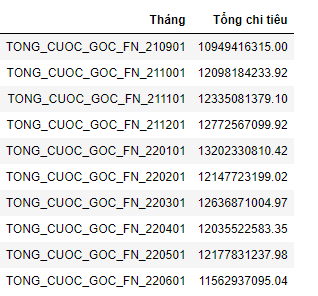 Tháng Tổng chi tiêu
TONG_CUOC_GOC_FN_210901 10949416315.00
TONG_CUOC_GOC_FN_211001 12098184233.92
TONG_CUOC_GOC_FN_211101 12335081379.10
TONG_CUOC_GOC_FN_211201 12772567099.92
TONG_CUOC_GOC_FN_220101 13202330810.42
TONG_CUOC_GOC_FN_220201 12147723199.02
TONG_CUOC_GOC_FN_220301 12636871004.97
TONG_CUOC_GOC_FN_220401 12035522583.35
TONG_CUOC_GOC_FN_220501 12177831237.98
TONG_CUOC_GOC_FN_220601 11562937095.04